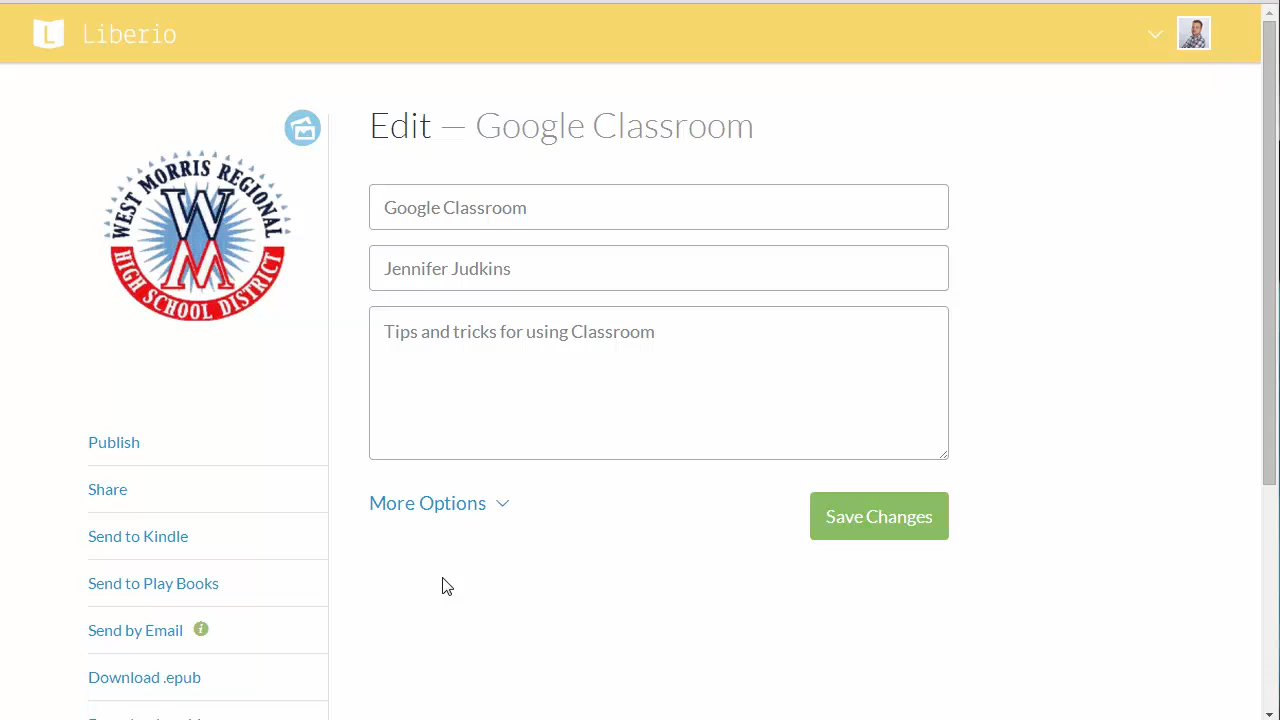 L Liberio
WEST MORRIS REGIONAL
WM
HIGH SCHOOL DISTRICT
Edit — Google Classroom
Google Classroom
Jennifer Judkins
Tips and tricks for using Classroom
More Options
Save Changes
Publish
Share
Send to Kindle
Send to Play Books
Send by Email i
Download .epub